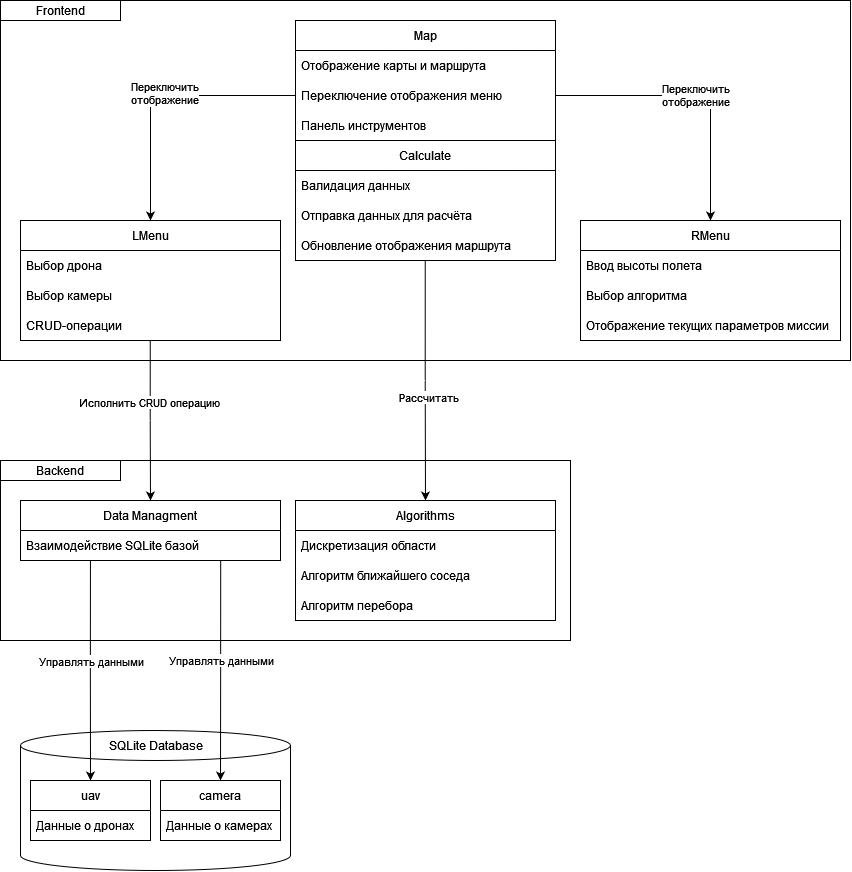 Frontend
Map
Отображение карты и маршрута
Переключение отображения меню
Панель инструментов
Calculate
Валидация данных
Отправка данных для расчёта
Обновление отображения маршрута
Переключить
отображение
Переключить
отображение
LMenu
Выбор дрона
Выбор камеры
CRUD-операции
RMenu
Ввод высоты полета
Выбор алгоритма
Отображение текущих параметров миссии
Исполнить CRUD операцию
Рассчитать
Backend
Data Managment
Взаимодействие SQLite базой
Algorithms
Дискретизация области
Алгоритм ближайшего соседа
Алгоритм перебора
Управлять данными
Управлять данными
SQLite Database
uav
Данные о дронах
camera
Данные о камерах